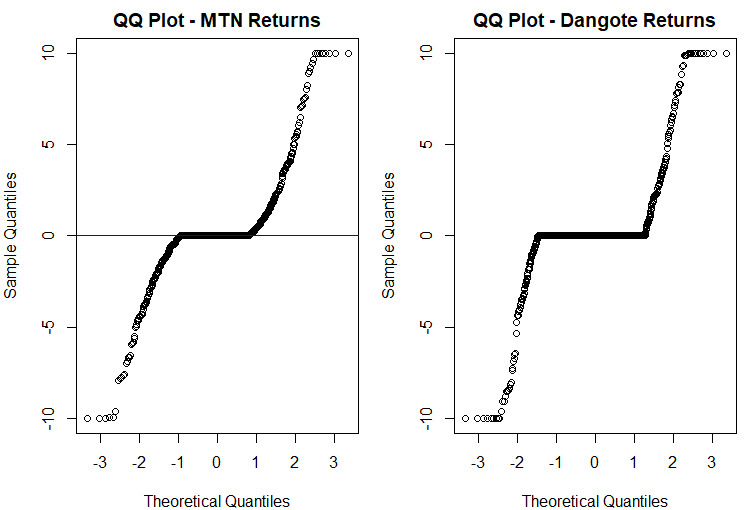 QQ Plot - MTN Returns
Sample Quantiles
10
5
0
-5
-10
-3 -2 -1 0 1 2 3
Theoretical Quantiles
QQ Plot - Dangote Returns
Sample Quantiles
10
5
0
-5
-10
-3 -2 -1 0 1 2 3
Theoretical Quantiles